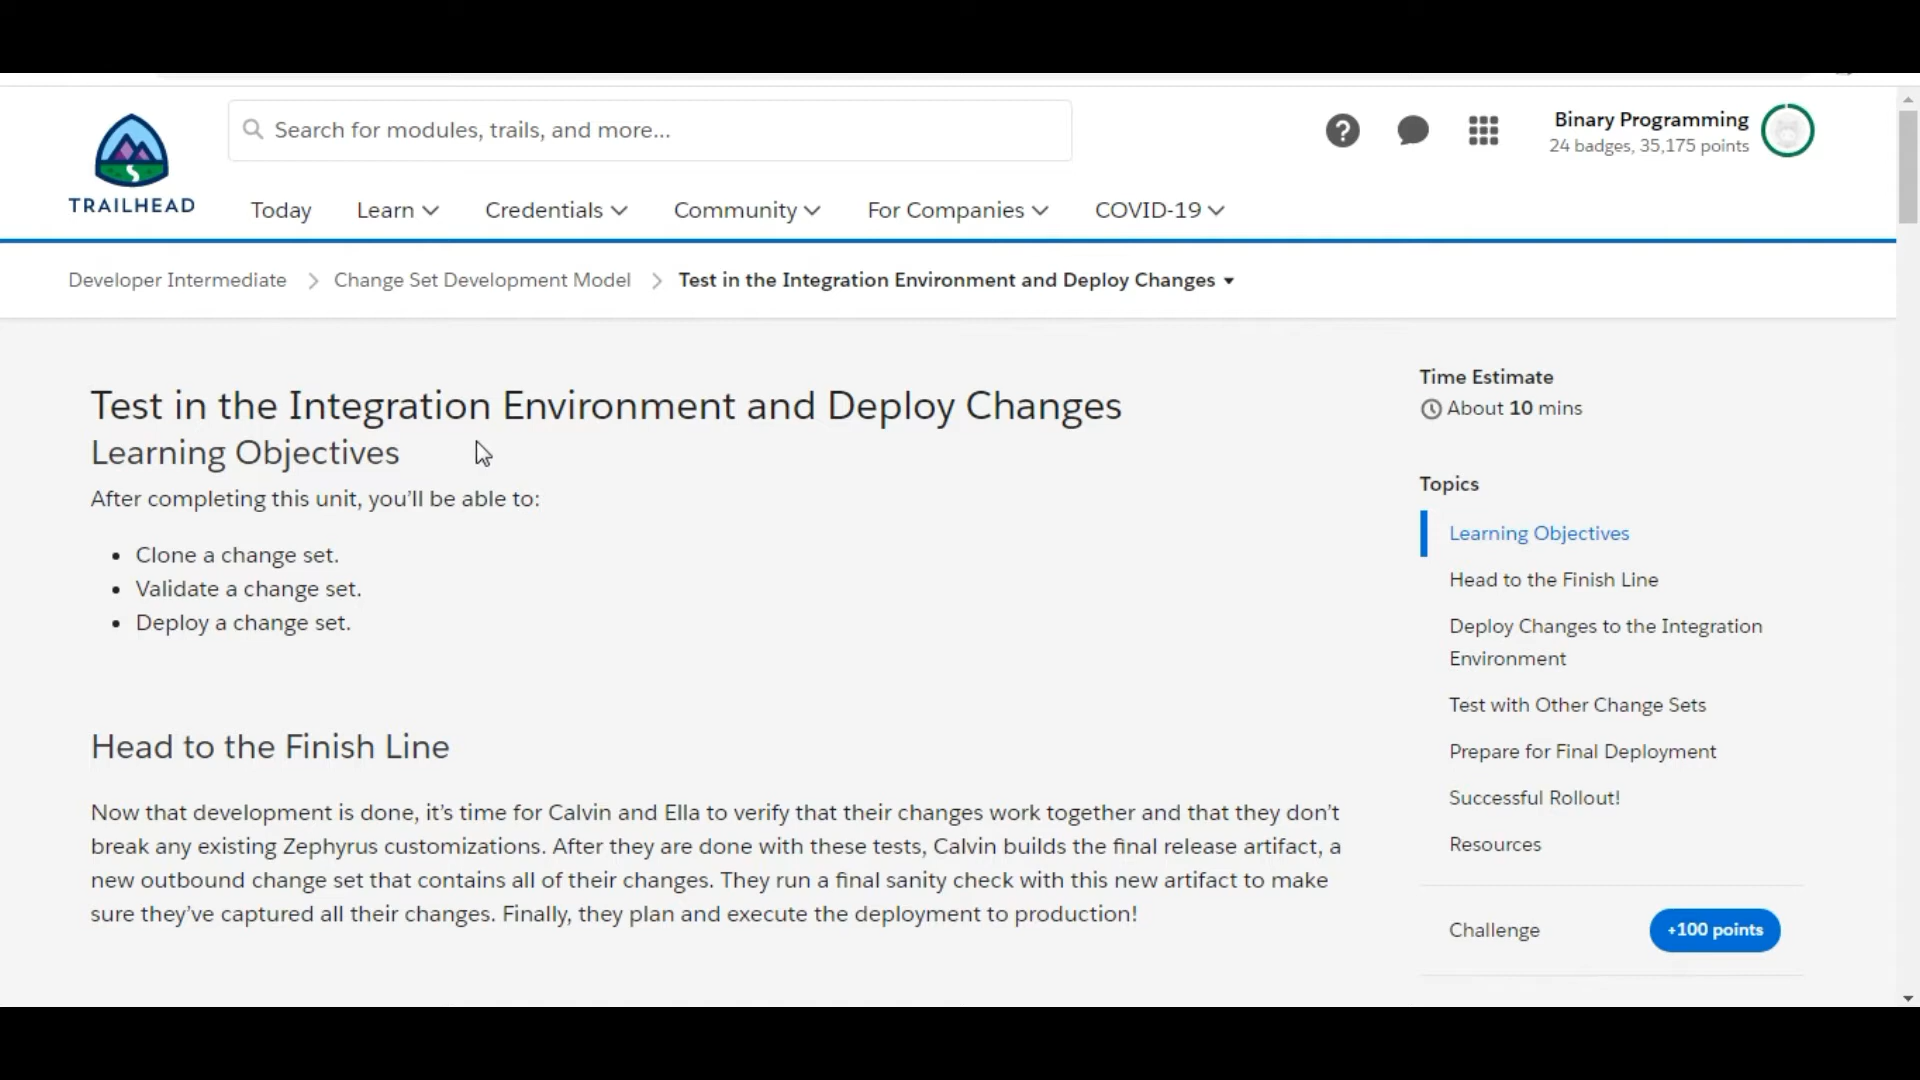 Search for modules, trails, and more...
Binary Programming
24 badges, 35,175 points
TRAILHEAD
Today
Learn
Credentials
Community
For Companies
COVID-19
Developer Intermediate
Change Set Development Model
Test in the Integration Environment and Deploy Changes
Test in the Integration Environment and Deploy Changes
Learning Objectives
After completing this unit, you’ll be able to:
• Clone a change set.
• Validate a change set.
• Deploy a change set.
Head to the Finish Line
Now that development is done, it’s time for Calvin and Ella to verify that their changes work together and that they don’t
break any existing Zephyrus customizations. After they are done with these tests, Calvin builds the final release artifact, a
new outbound change set that contains all of their changes. They run a final sanity check with this new artifact to make
sure they’ve captured all their changes. Finally, they plan and execute the deployment to production!
Time Estimate
About 10 mins
Topics
Learning Objectives
Head to the Finish Line
Deploy Changes to the Integration
Environment
Test with Other Change Sets
Prepare for Final Deployment
Successful Rollout!
Resources
Challenge
+100 points